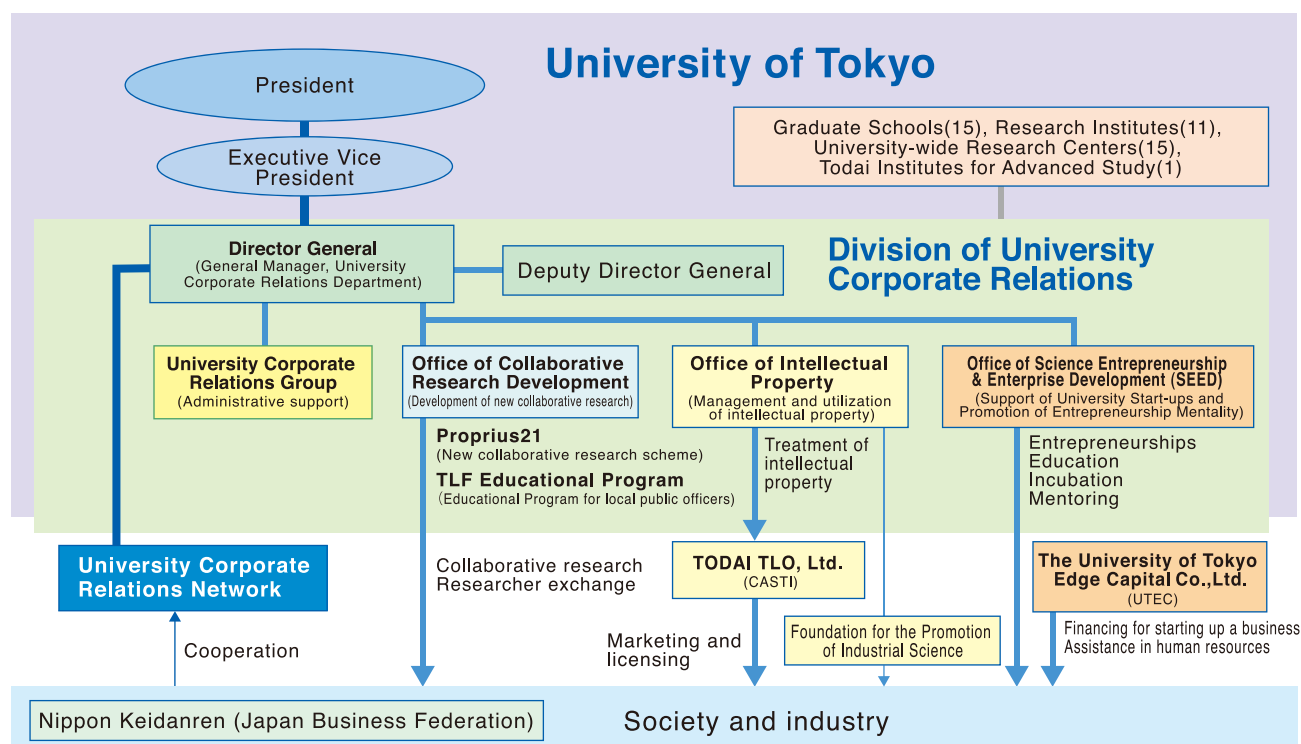 University of Tokyo
President
Executive Vice
President
Graduate Schools(15), Research Institutes(11),
University-wide Research Centers(15),
Todai Institutes for Advanced Study(1)
Division of University
Corporate Relations
Director General
(General Manager, University
Corporate Relations Department)
Deputy Director General
University Corporate
Relations Group
(Administrative support)
Office of Collaborative
Research Development
(Development of new collaborative research)
Office of Intellectual
Property
(Management and utilization
of intellectual property)
Office of Science Entrepreneurship
& Enterprise Development (SEED)
(Support of University Start-ups and
Promotion of Entrepreneurship Mentality)
Proprius21
(New collaborative research scheme)
TLF Educational Program
(Educational Program for local public officers)
Treatment of
intellectual
property
Entrepreneurships
Education
Incubation
Mentoring
University Corporate
Relations Network
Collaborative research
Researcher exchange
TODAI TLO, Ltd.
(CASTI)
The University of Tokyo
Edge Capital Co.,Ltd.
(UTEC)
Cooperation
Marketing and
licensing
Foundation for the Promotion
of Industrial Science
Financing for starting up a business
Assistance in human resources
Nippon Keidanren (Japan Business Federation)
Society and industry